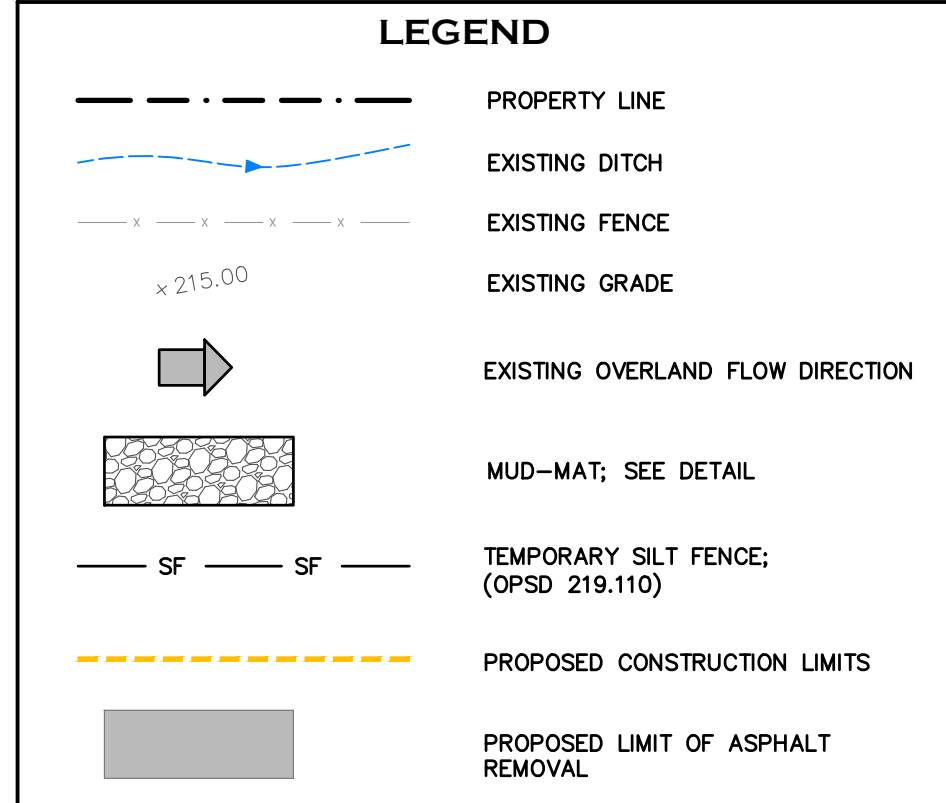 LEGEND
PROPERTY LINE
EXISTING DITCH
x x x x EXISTING FENCE
x 215.00 EXISTING GRADE
EXISTING OVERLAND FLOW DIRECTION
MUD-MAT; SEE DETAIL
SF SF TEMPORARY SILT FENCE;
(OPSD 219.110)
PROPOSED CONSTRUCTION LIMITS
PROPOSED LIMIT OF ASPHALT
REMOVAL